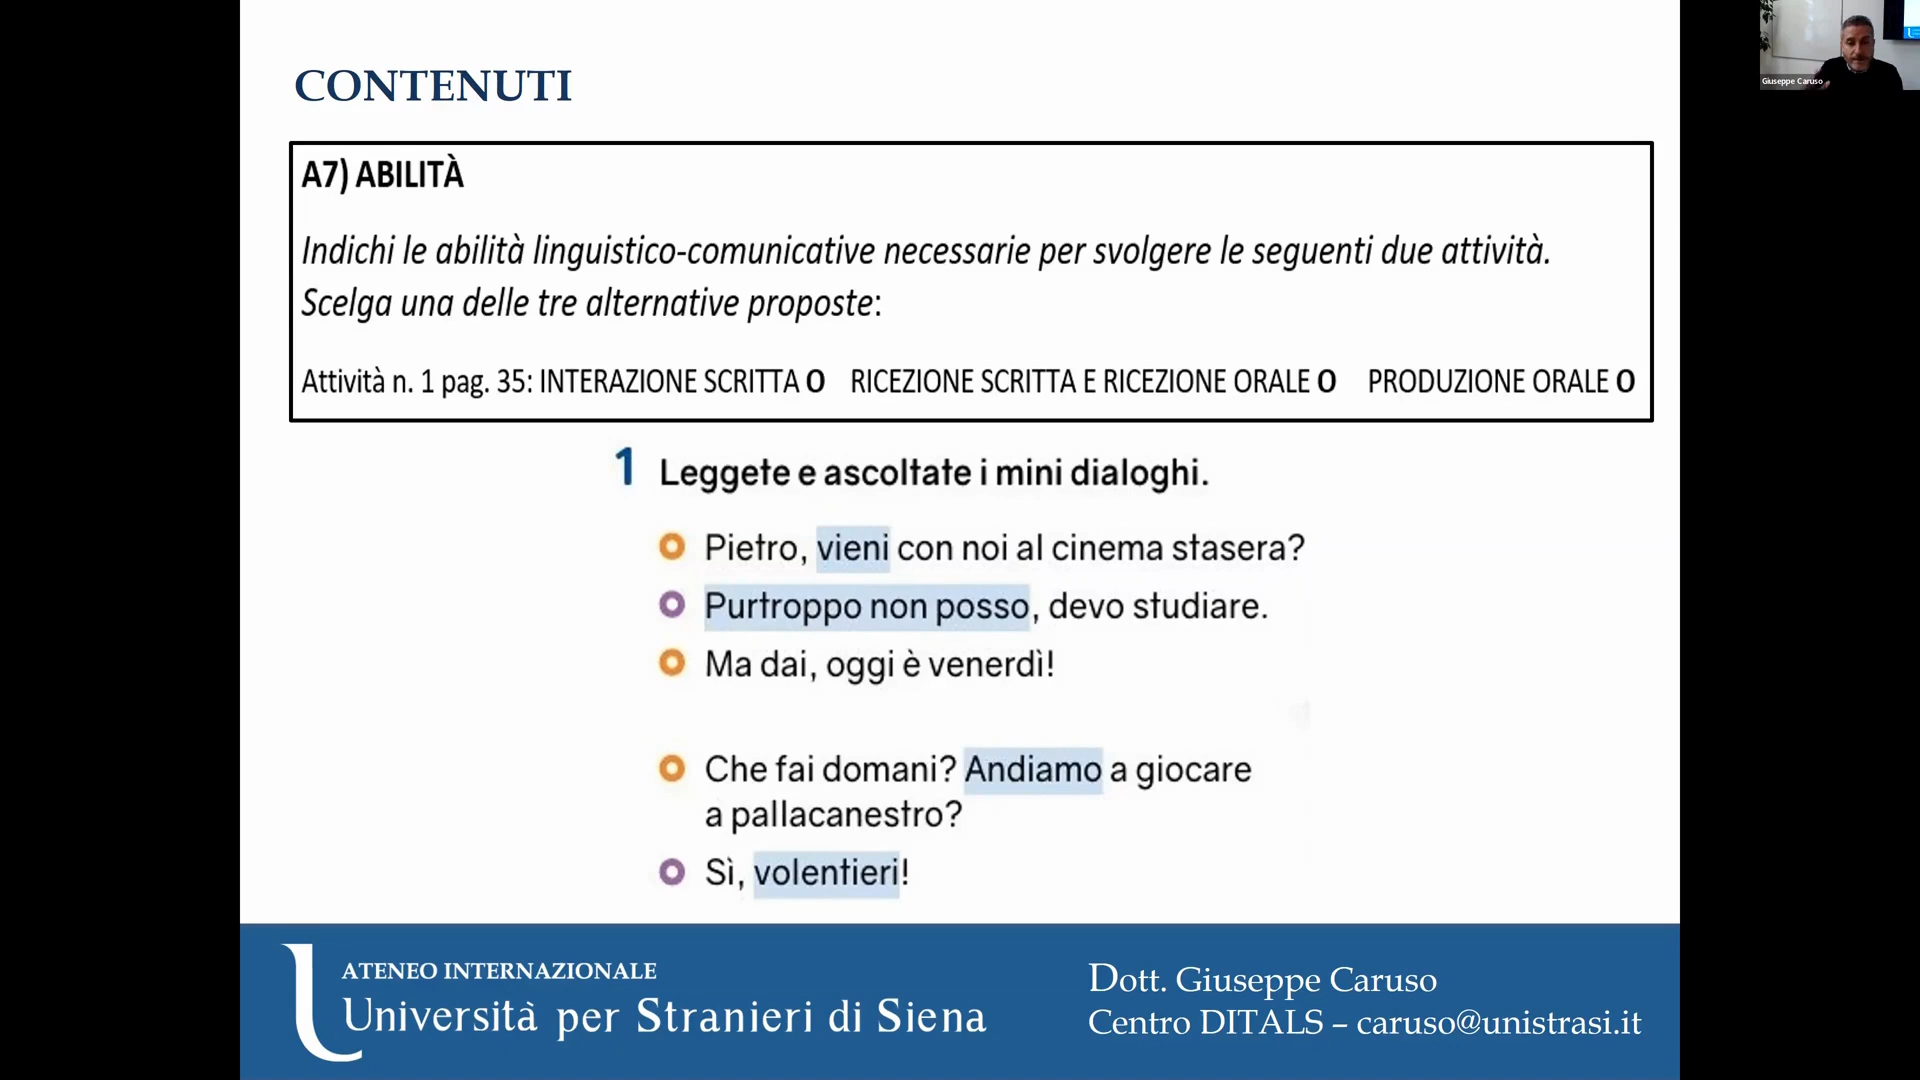 CONTENUTI
A7) ABILITÀ
Indichi le abilità linguistico-comunicative necessarie per svolgere le seguenti due attività.
Scelga una delle tre alternative proposte:
Attività n. 1 pag. 35: INTERAZIONE SCRITTA O RICEZIONE SCRITTA E RICEZIONE ORALE O PRODUZIONE ORALE O
1 Leggete e ascoltate i mini dialoghi.
Pietro, vieni con noi al cinema stasera?
Purtroppo non posso, devo studiare.
Ma dai, oggi è venerdì!
Che fai domani? Andiamo a giocare
a pallacanestro?
Sì, volentieri!
ATENEO INTERNAZIONALE
Università per Stranieri di Siena
Dott. Giuseppe Caruso
Centro DITALS – caruso@unistrasi.it
Giuseppe Caruso